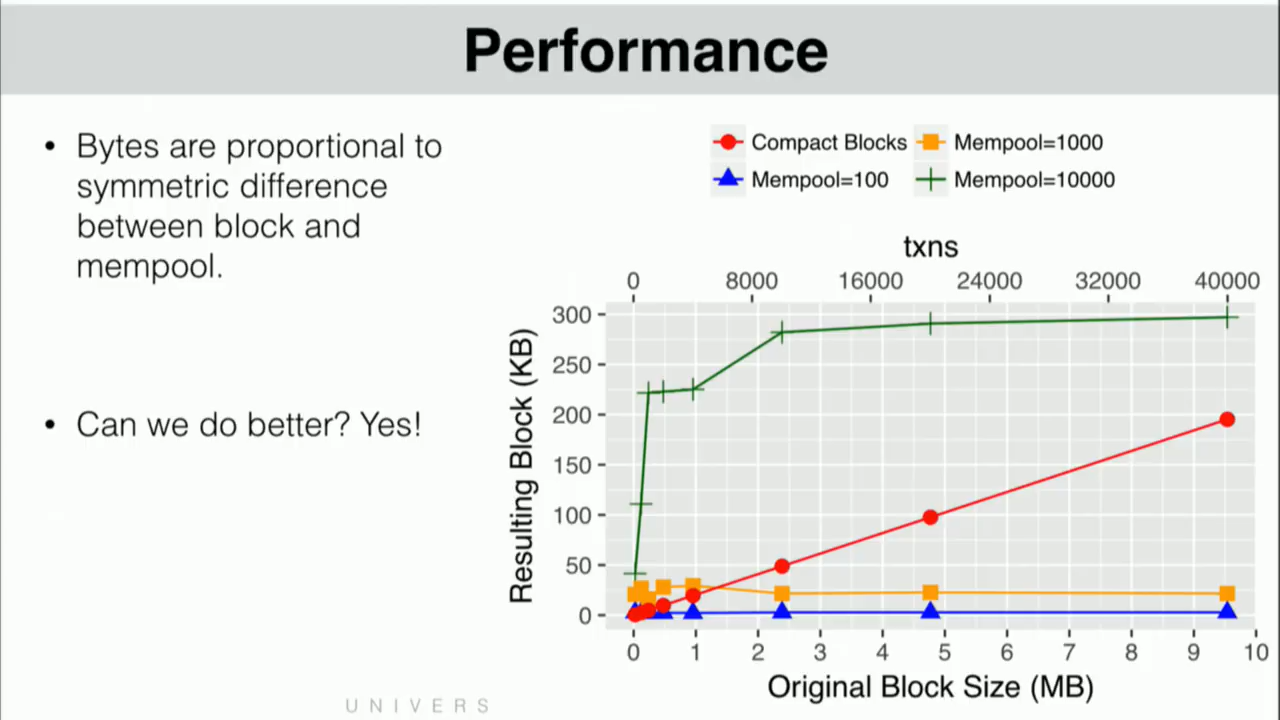 Performance
• Bytes are proportional to
symmetric difference
between block and
mempool.
• Can we do better? Yes!
Compact Blocks
Mempool=1000
Mempool=100
Mempool=10000
txns
0 8000 16000 24000 32000 40000
300
250
200
150
100
50
0
Resulting Block (KB)
0 1 2 3 4 5 6 7 8 9 10
Original Block Size (MB)
UNIVERS